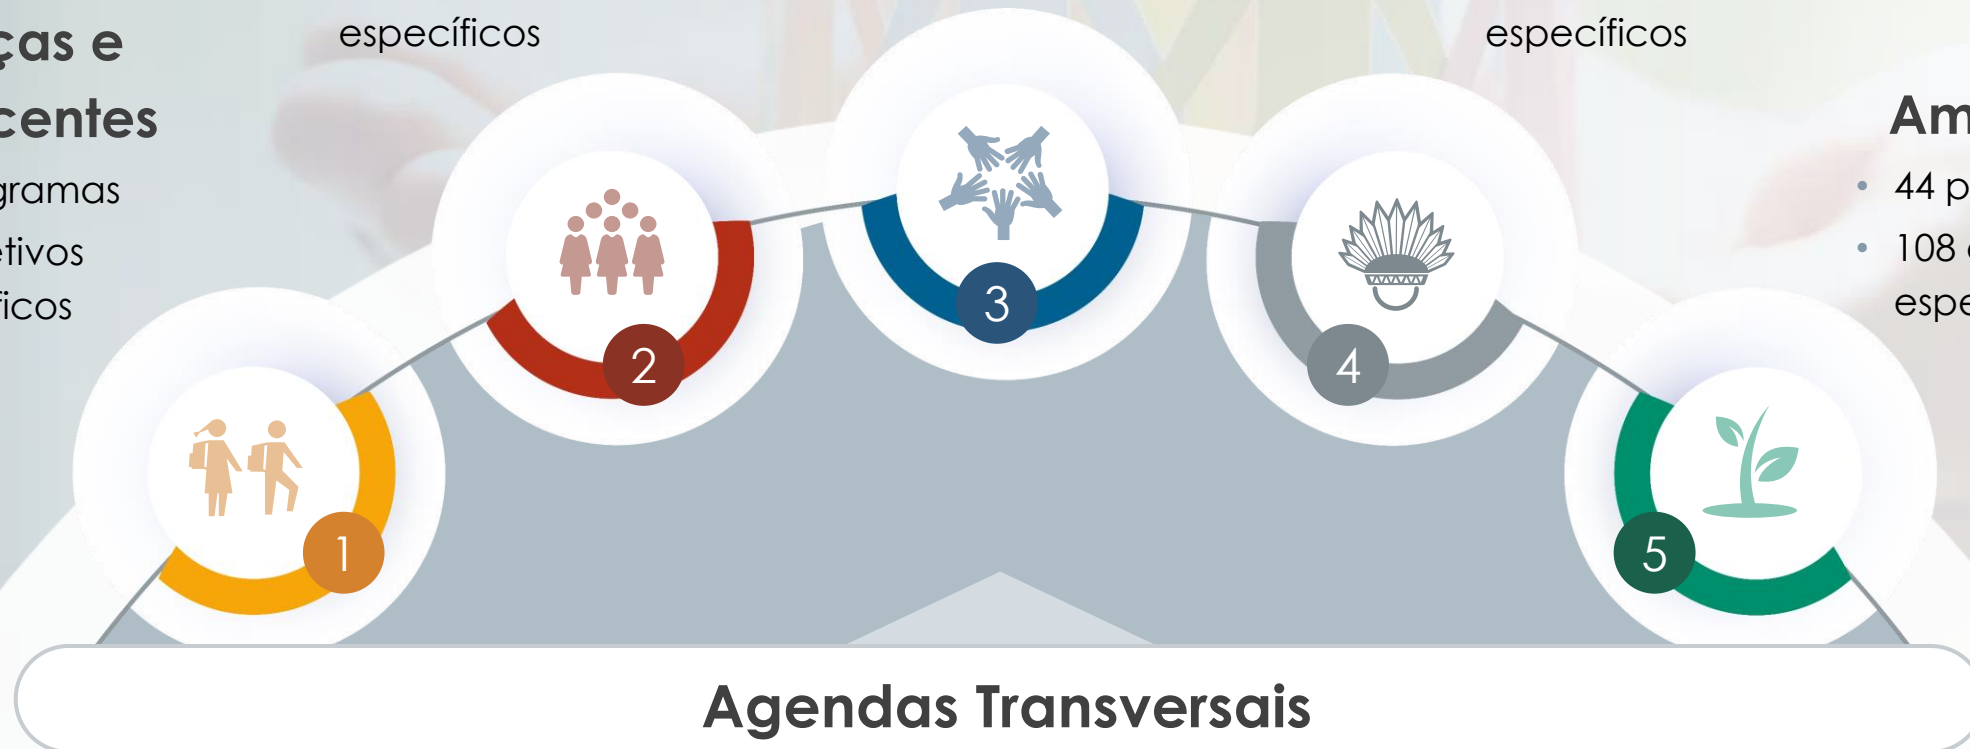 ças e
centes
gramas
etivos
ficos
específicos
específicos
Am
• 44 p
• 108
espe
1
2
3
4
5
Agendas Transversais